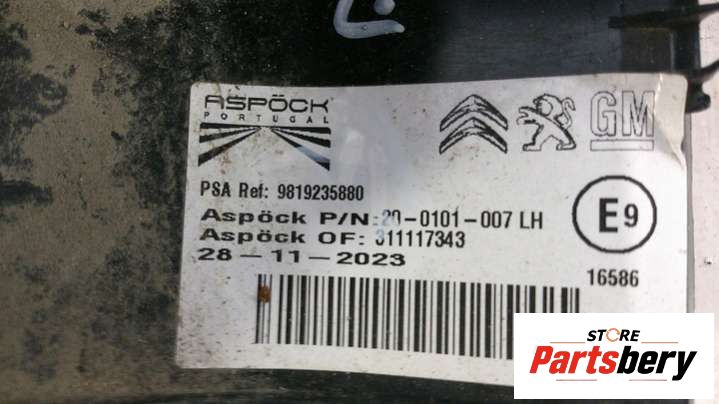 ASPÖCK
PORTUGAL
GM
PSA Ref: 9819235880
Aspöck P/N:20-0101-007 LH
Aspöck OF: 311117343
28-11-2023
E9
16586
STORE
Partsbery